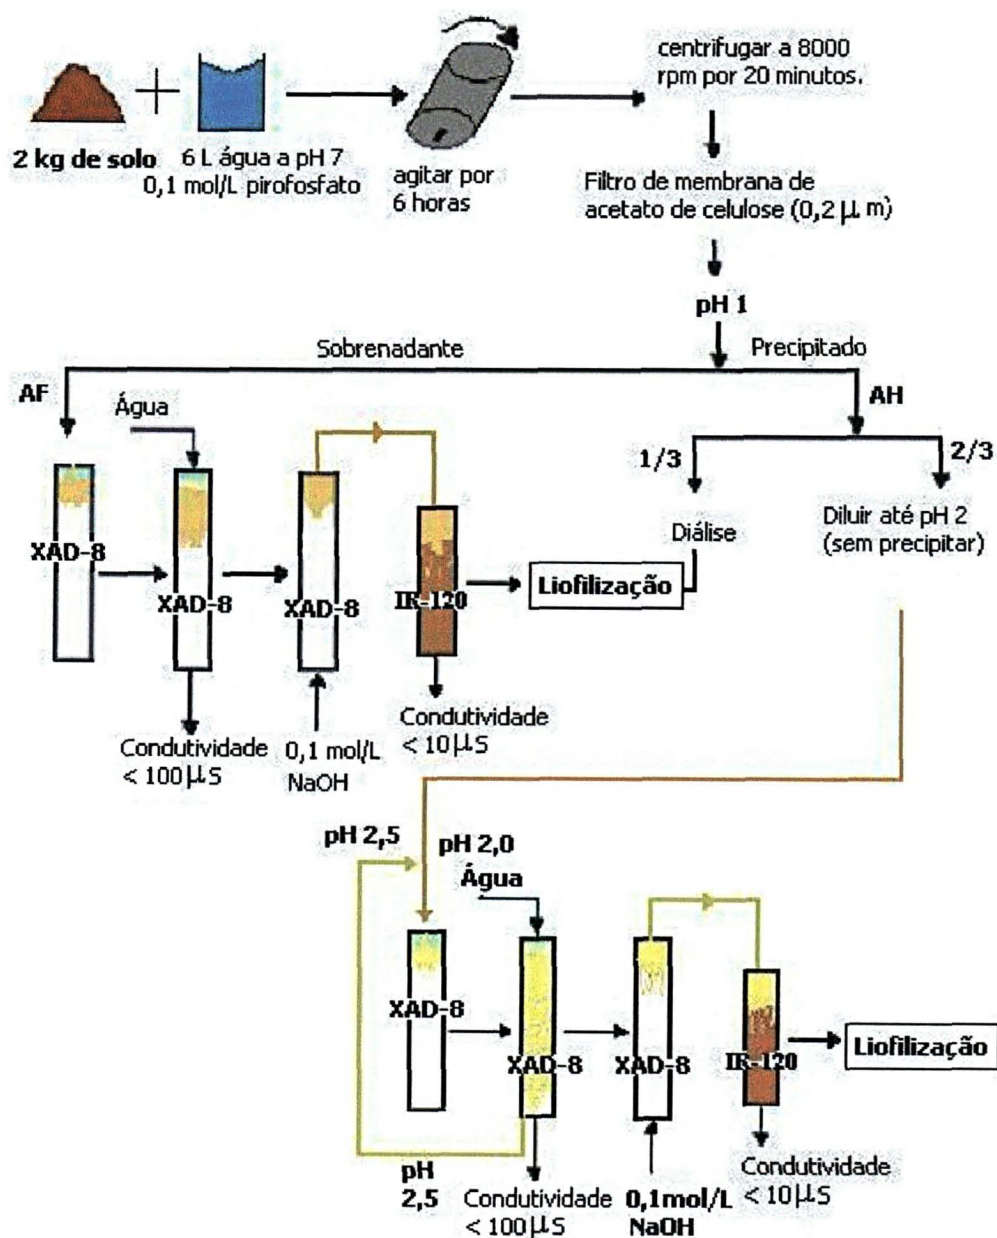 2 kg de solo
6 L água a pH 7
0,1 mol/L pirofosfato
agitar por
6 horas
centrifugar a 8000
rpm por 20 minutos.
Filtro de membrana de
acetato de celulose (0,2 µ m)
pH 1
Sobrenadante
Precipitado
AF
AH
Água
1/3
2/3
XAD-8
XAD-8
XAD-8
IR-120
Liofilização
Diálise
Diluir até pH 2
(sem precipitar)
Condutividade
< 100 µS
0,1 mol/L
NaOH
Condutividade
< 10 µS
pH 2,5
pH 2,0
Água
XAD-8
XAD-8
XAD-8
IR-120
Liofilização
pH
2,5
Condutividade
< 100 µS
0,1mol/L
NaOH
Condutividade
< 10 µS